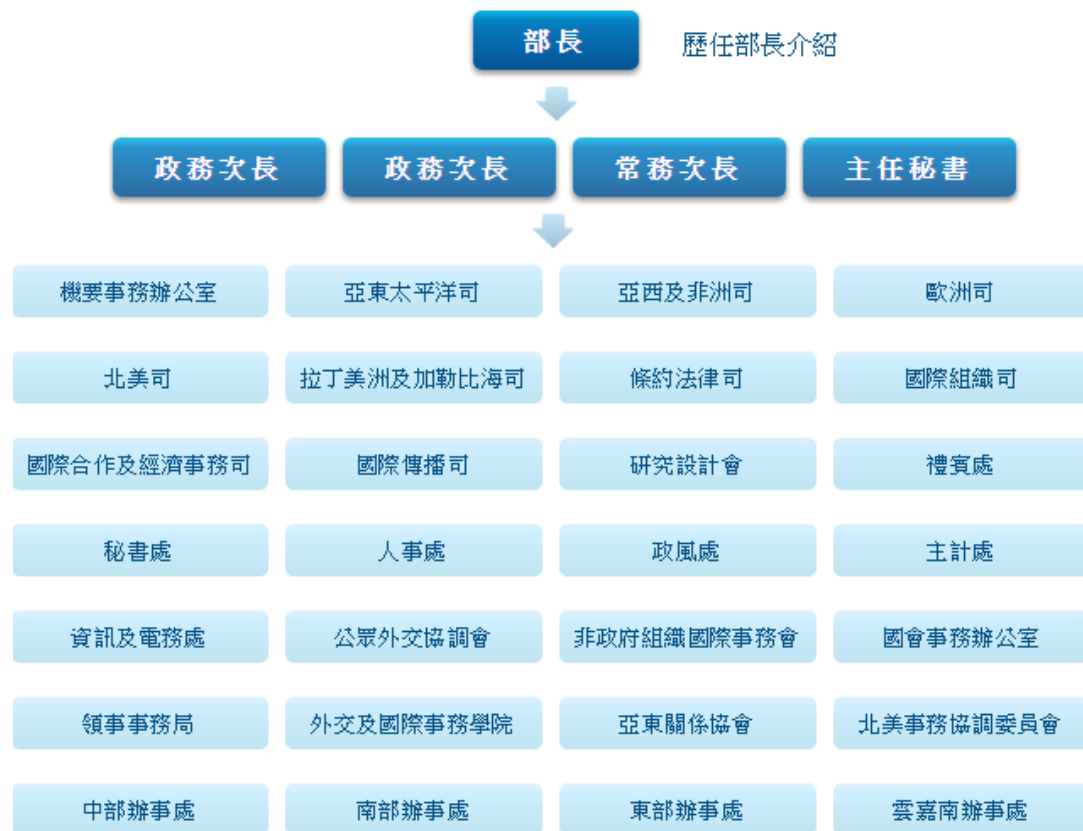 部長
歷任部長介紹
政務次長 政務次長 常務次長 主任秘書
機要事務辦公室 亞東太平洋司 亞西及非洲司 歐洲司
北美司 拉丁美洲及加勒比海司 條約法律司 國際組織司
國際合作及經濟事務司 國際傳播司 研究設計會 禮賓處
秘書處 人事處 政風處 主計處
資訊及電務處 公眾外交協調會 非政府組織國際事務會 國會事務辦公室
領事事務局 外交及國際事務學院 亞東關係協會 北美事務協調委員會
中部辦事處 南部辦事處 東部辦事處 雲嘉南辦事處